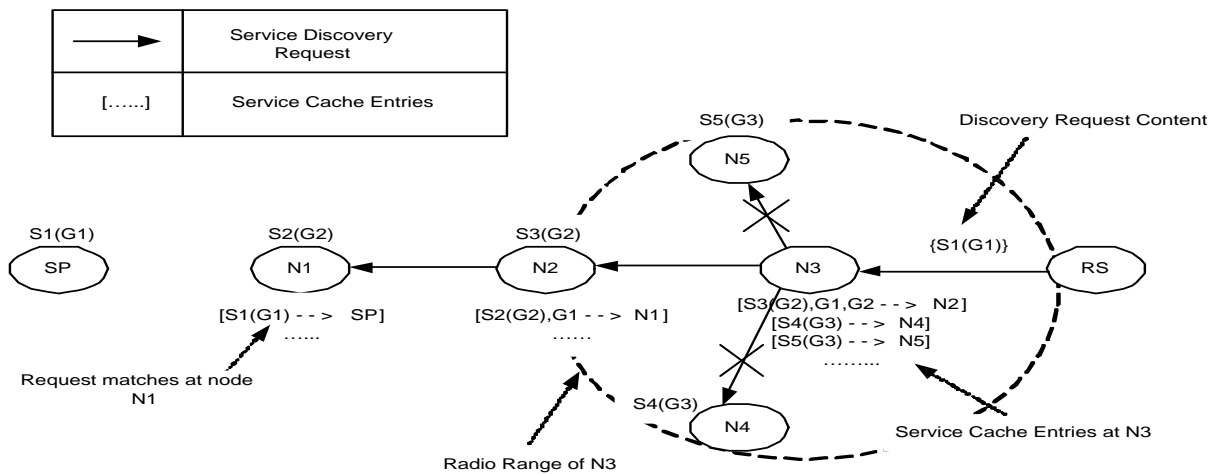 Service Discovery
Request
[…...]
Service Cache Entries
S5(G3)
Discovery Request Content
N5
S1(G1)
S2(G2)
S3(G2)
{S1(G1)}
SP
N1
N2
N3
RS
[S1(G1) - -> SP]
…...
[S2(G2),G1 - -> N1]
……
[S3(G2),G1,G2 - -> N2]
[S4(G3) - -> N4]
[S5(G3) - -> N5]
……...
Request matches at node
N1
S4(G3)
N4
Service Cache Entries at N3
Radio Range of N3